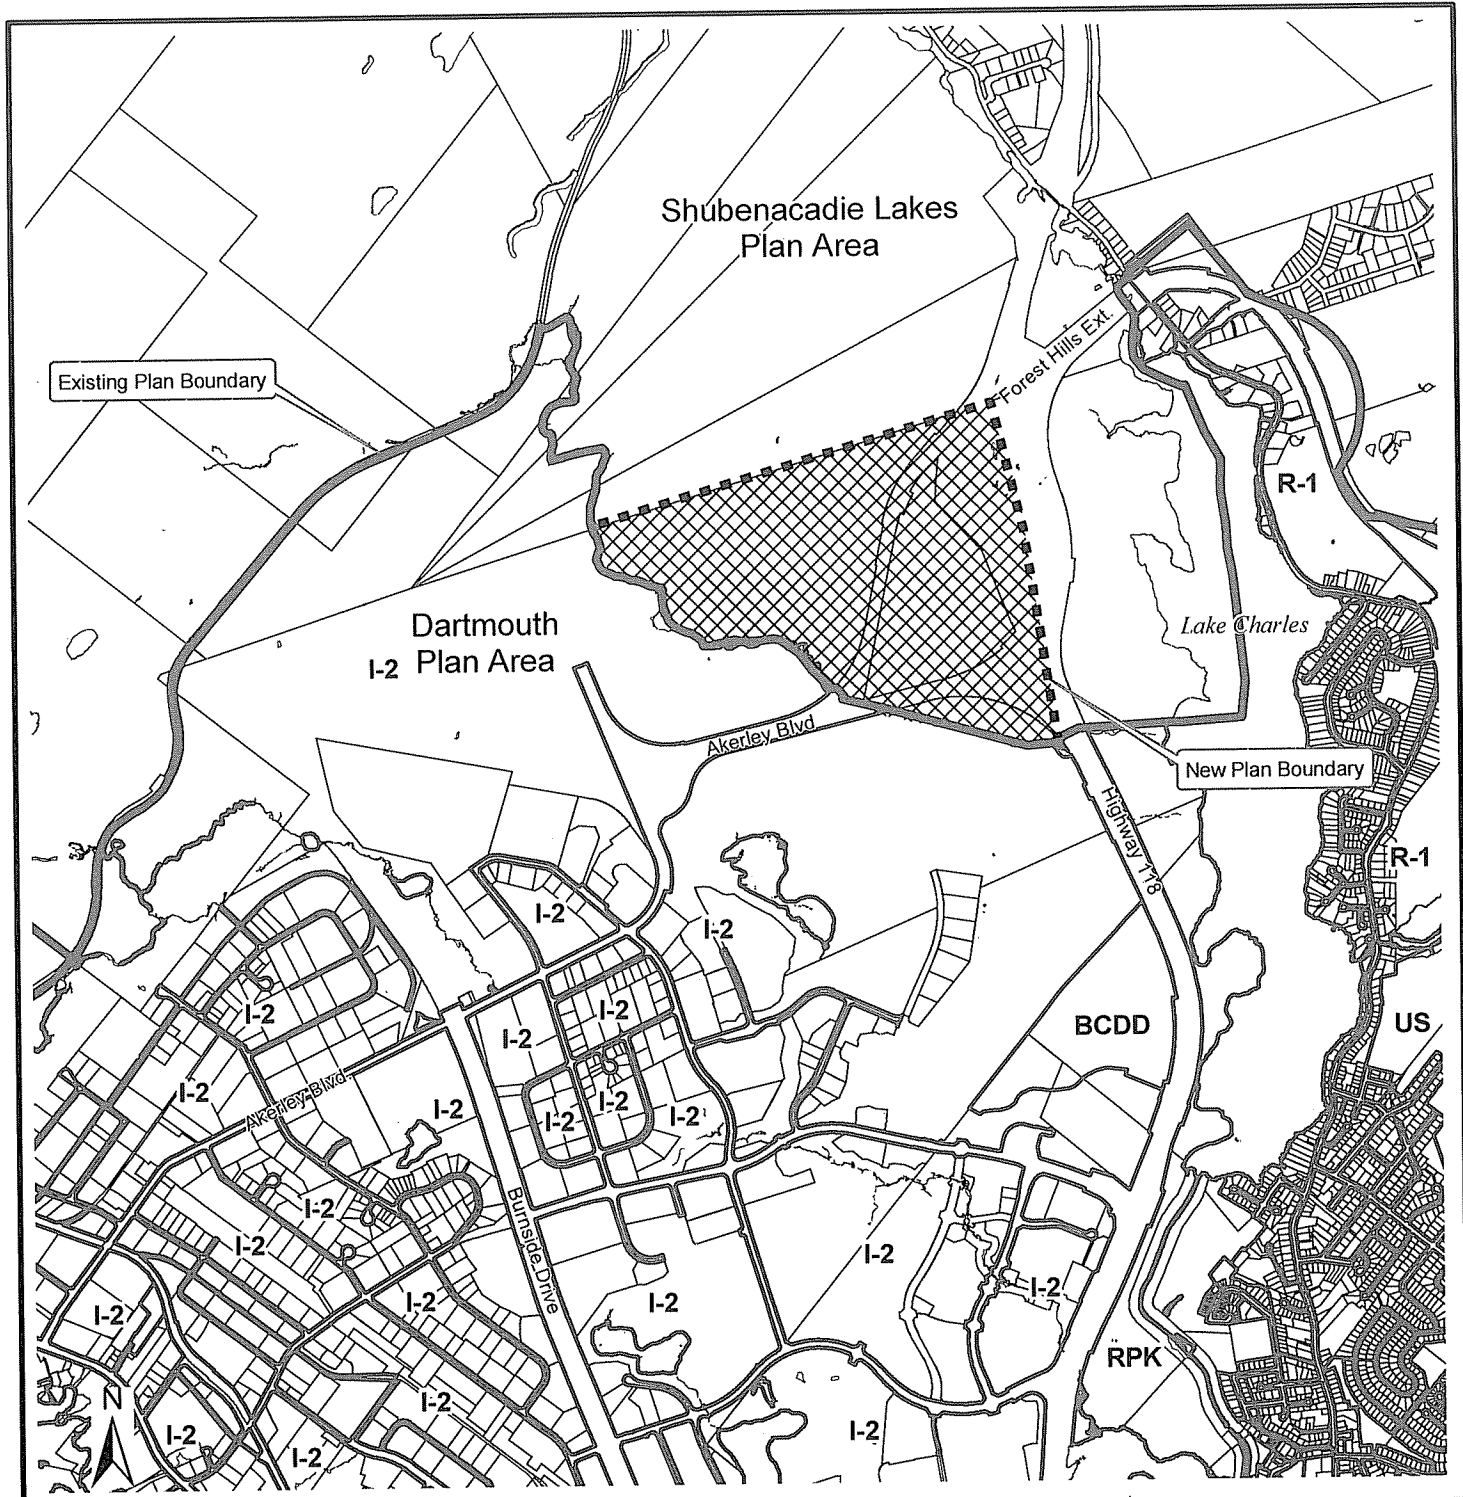 Shubenacadie Lakes
Plan Area
Forest Hills Ext.
Existing Plan Boundary
R-1
Dartmouth
Plan Area
I-2
Lake Charles
Akerley Blvd
New Plan Boundary
Highway 118
R-1
I-2
I-2
I-2
I-2
I-2
BCDD
US
I-2
Akerley Blvd.
I-2
I-2
I-2
I-2
I-2
Burnside Drive
I-2
I-2
I-2
I-2
I-2
I-2
I-2
RPK
N
I-2
I-2
I-2
I-2